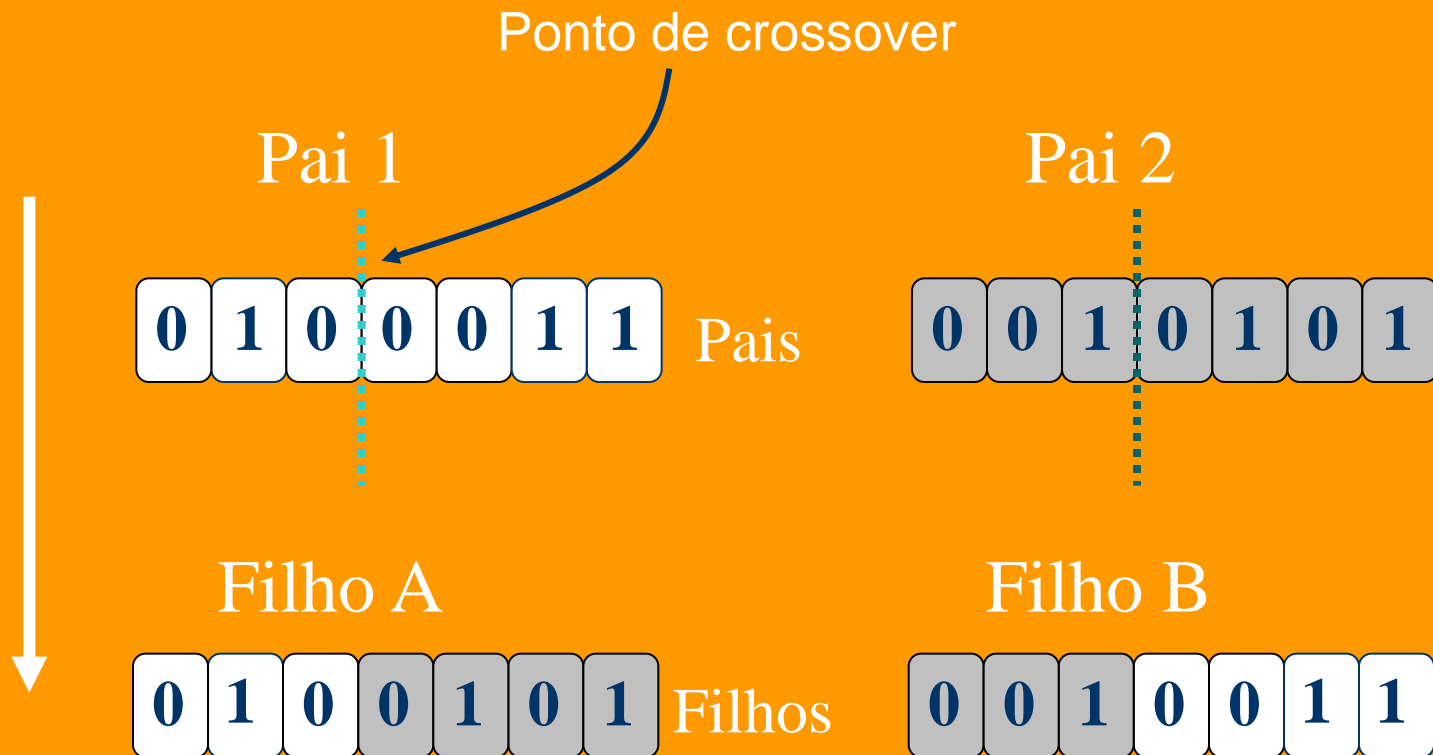 Ponto de crossover
Pai 1
Pai 2
0 1 0 0 0 1 1
Pais
0 0 1 0 1 0 1
Filho A
Filho B
0 1 0 0 1 0 1
Filhos
0 0 1 0 0 1 1